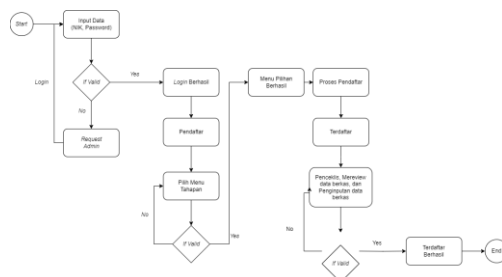 Start
Input Data
(NIK, Password)
Login
If Valid
Yes
No
Request
Admin
Login Berhasil
Pendaftar
Pilih Menu
Tahapan
No
If Valid
Yes
Menu Pilihan
Berhasil
Proses Pendaftar
Terdaftar
Penceklis, Mereview
data berkas, dan
Penginputan data
berkas
No
If Valid
Yes
Terdaftar
Berhasil
End